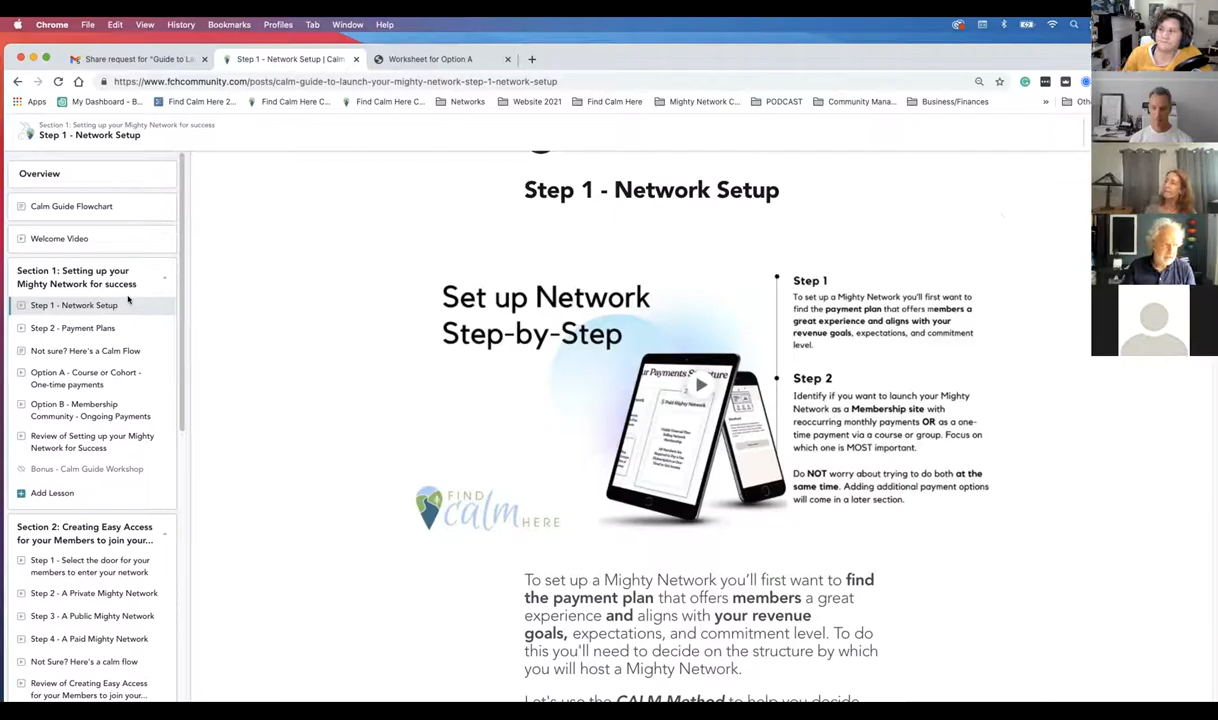 Chrome File Edit View History Bookmarks Profiles Tab Window Help
Share request for "Guide to La
Step 1 - Network Setup | Calm
Worksheet for Option A
https://www.fchcommunity.com/posts/calm-guide-to-launch-your-mighty-network-step-1-network-setup
Apps
My Dashboard - B...
Find Calm Here 2...
Find Calm Here C...
Find Calm Here C...
Networks
Website 2021
Find Calm Here
Mighty Network C...
PODCAST
Community Mana...
Business/Finances
»
Oth
Section 1: Setting up your Mighty Network for success
Step 1 - Network Setup
Overview
Calm Guide Flowchart
Welcome Video
Section 1: Setting up your
Mighty Network for success
Step 1 - Network Setup
Step 2 - Payment Plans
Not sure? Here's a Calm Flow
Option A - Course or Cohort -
One-time payments
Option B - Membership
Community - Ongoing Payments
Review of Setting up your Mighty
Network for Success
Bonus - Calm Guide Workshop
Add Lesson
Section 2: Creating Easy Access
for your Members to join your...
Step 1 - Select the door for your
members to enter your network
Step 2 - A Private Mighty Network
Step 3 - A Public Mighty Network
Step 4 - A Paid Mighty Network
Not Sure? Here's a calm flow
Review of Creating Easy Access
for your Members to join your...
Step 1 - Network Setup
Set up Network
Step-by-Step
FIND
calm HERE
Step 1
To set up a Mighty Network you'll first want to
find the payment plan that offers members a
great experience and aligns with your
revenue goals, expectations, and commitment
level.
Step 2
Identify if you want to launch your Mighty
Network as a Membership site with
reoccurring monthly payments OR as a one-
time payment via a course or group. Focus on
which one is MOST important.
Do NOT worry about trying to do both at the
same time. Adding additional payment options
will come in a later section.
To set up a Mighty Network you'll first want to find
the payment plan that offers members a great
experience and aligns with your revenue
goals, expectations, and commitment level. To do
this you'll need to decide on the structure by which
you will host a Mighty Network.
Let's use the CALM Method to help you decide